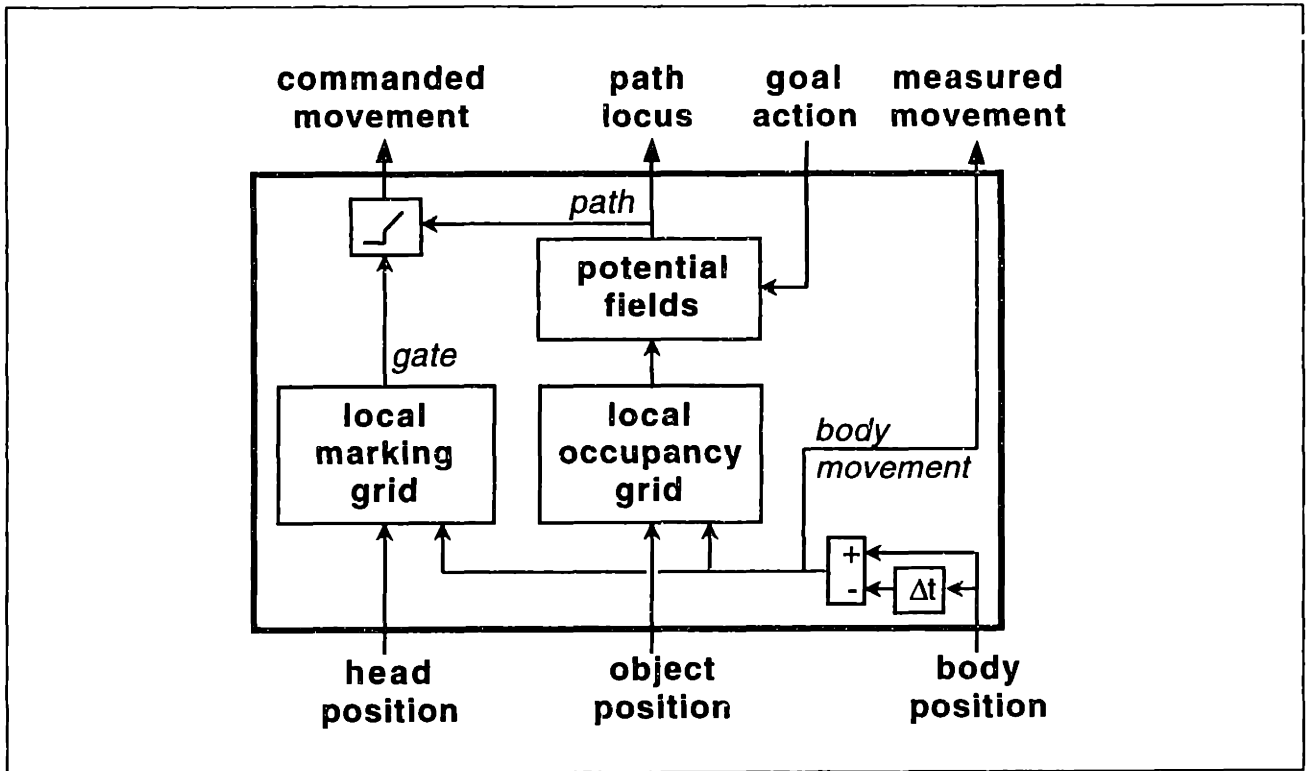 commanded movement
path locus
goal action
measured movement
path
potential fields
gate
local marking grid
local occupancy grid
body movement
+
-
Δt
head position
object position
body position